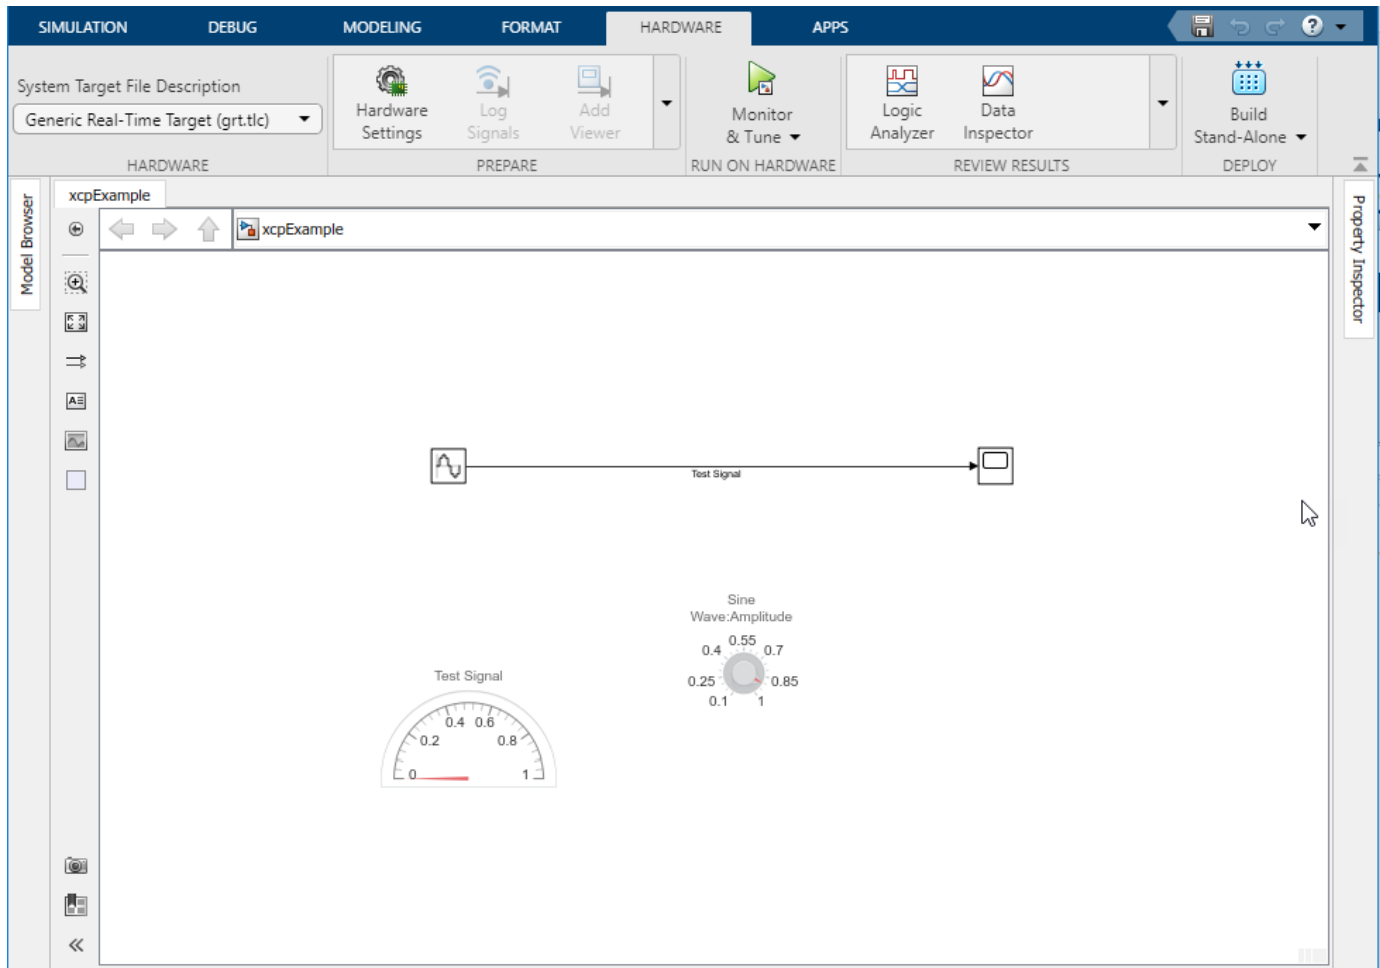 SIMULATION
DEBUG
MODELING
FORMAT
HARDWARE
APPS
System Target File Description
Generic Real-Time Target (grt.tlc)
HARDWARE
Hardware
Settings
Log
Signals
Add
Viewer
PREPARE
Monitor
& Tune
RUN ON HARDWARE
Logic
Analyzer
Data
Inspector
REVIEW RESULTS
Build
Stand-Alone
DEPLOY
Model Browser
xcpExample
xcpExample
Property Inspector
Test Signal
Sine
Wave:Amplitude
0.1
0.25
0.4
0.55
0.7
0.85
1
Test Signal
0
0.2
0.4
0.6
0.8
1